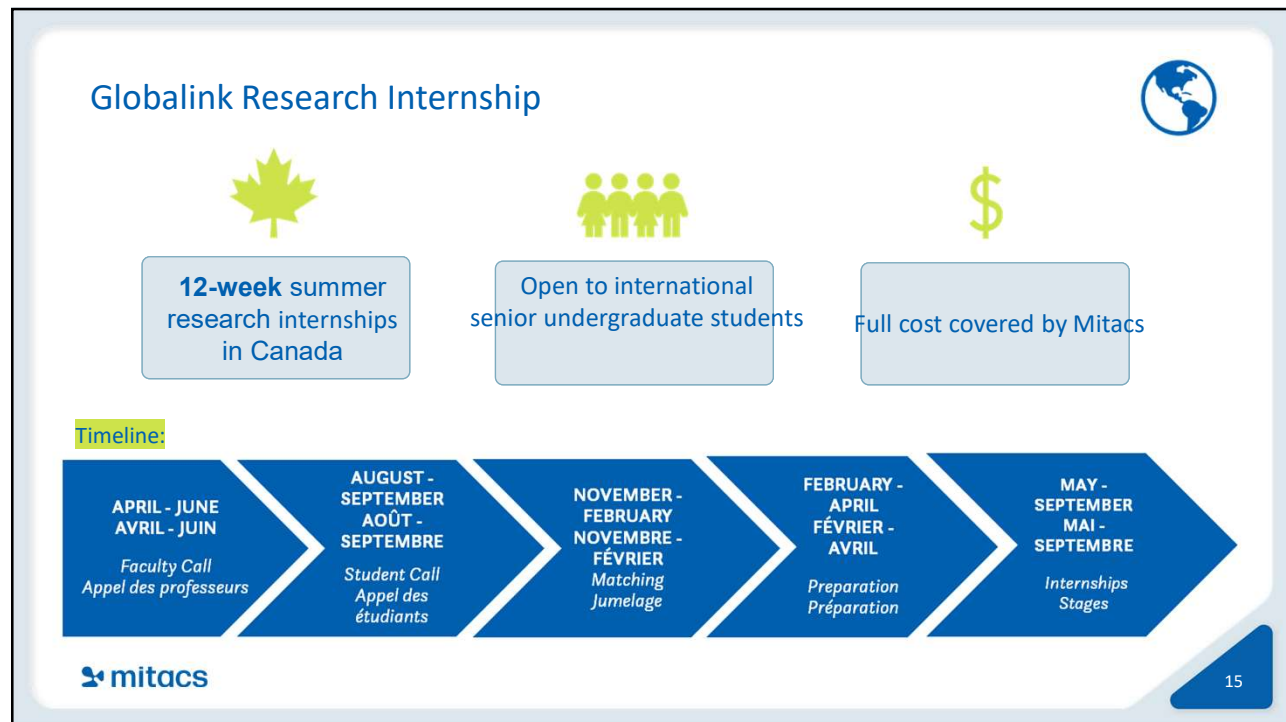 Globalink Research Internship
$
12-week summer
research internships
in Canada
Open to international
senior undergraduate students
Full cost covered by Mitacs
Timeline:
APRIL - JUNE
AVRIL - JUIN
Faculty Call
Appel des professeurs
AUGUST -
SEPTEMBER
AOÛT -
SEPTEMBRE
Student Call
Appel des
étudiants
NOVEMBER -
FEBRUARY
NOVEMBRE -
FÉVRIER
Matching
Jumelage
FEBRUARY -
APRIL
FÉVRIER -
AVRIL
Preparation
Préparation
MAY -
SEPTEMBER
MAI -
SEPTEMBRE
Internships
Stages
mitacs
15